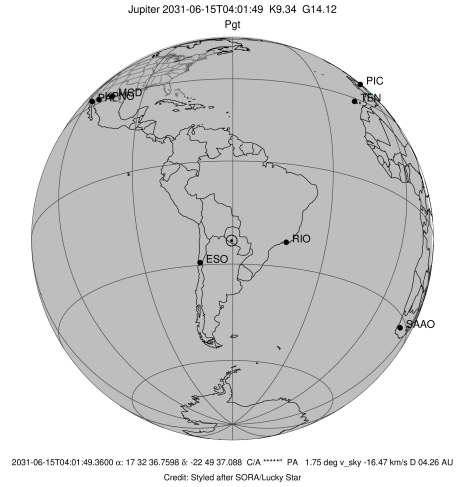 Jupiter 2031-06-15T04:01:49 K9.34 G14.12
Pgt
PIC
TEN
MCD
RIO
ESO
SAAO
2031-06-15T04:01:49.3600 α: 17 32 36.7598 δ: -22 49 37.088 C/A *****" PA 1.75 deg v_sky -16.47 km/s D 04.26 AU
Credit: Styled after SORA/Lucky Star